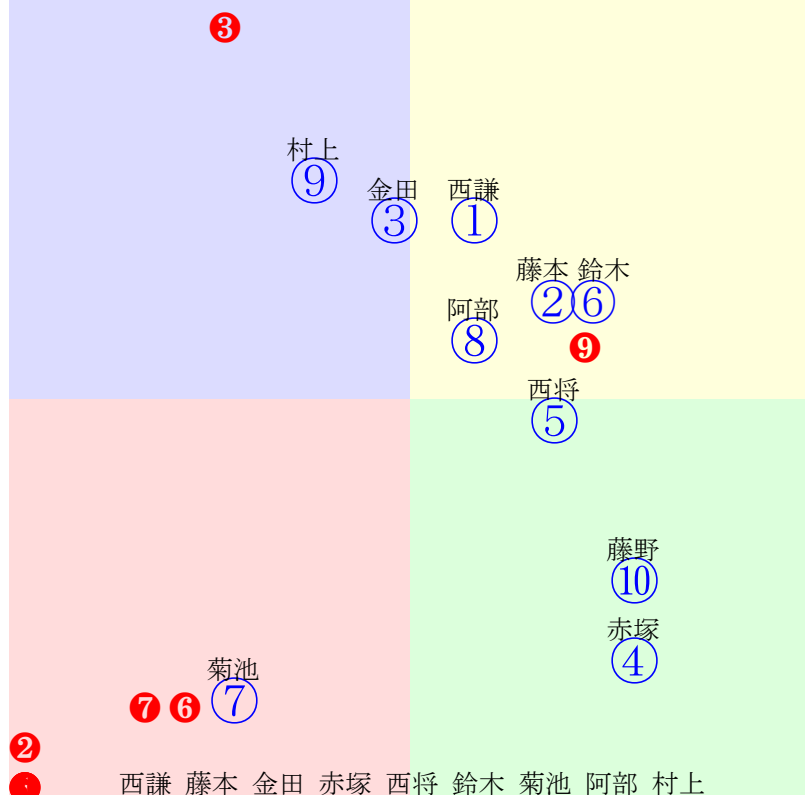 ❸
村上
⑨
金田 西謙
③ ①
藤本 鈴木
② ⑥
阿部
⑧
❾
西将
⑤
藤野
⑩
赤塚
④
菊池
⑦
❼ ❻
❷
西謙 藤本 金田 赤塚 西将 鈴木 菊池 阿部 村上